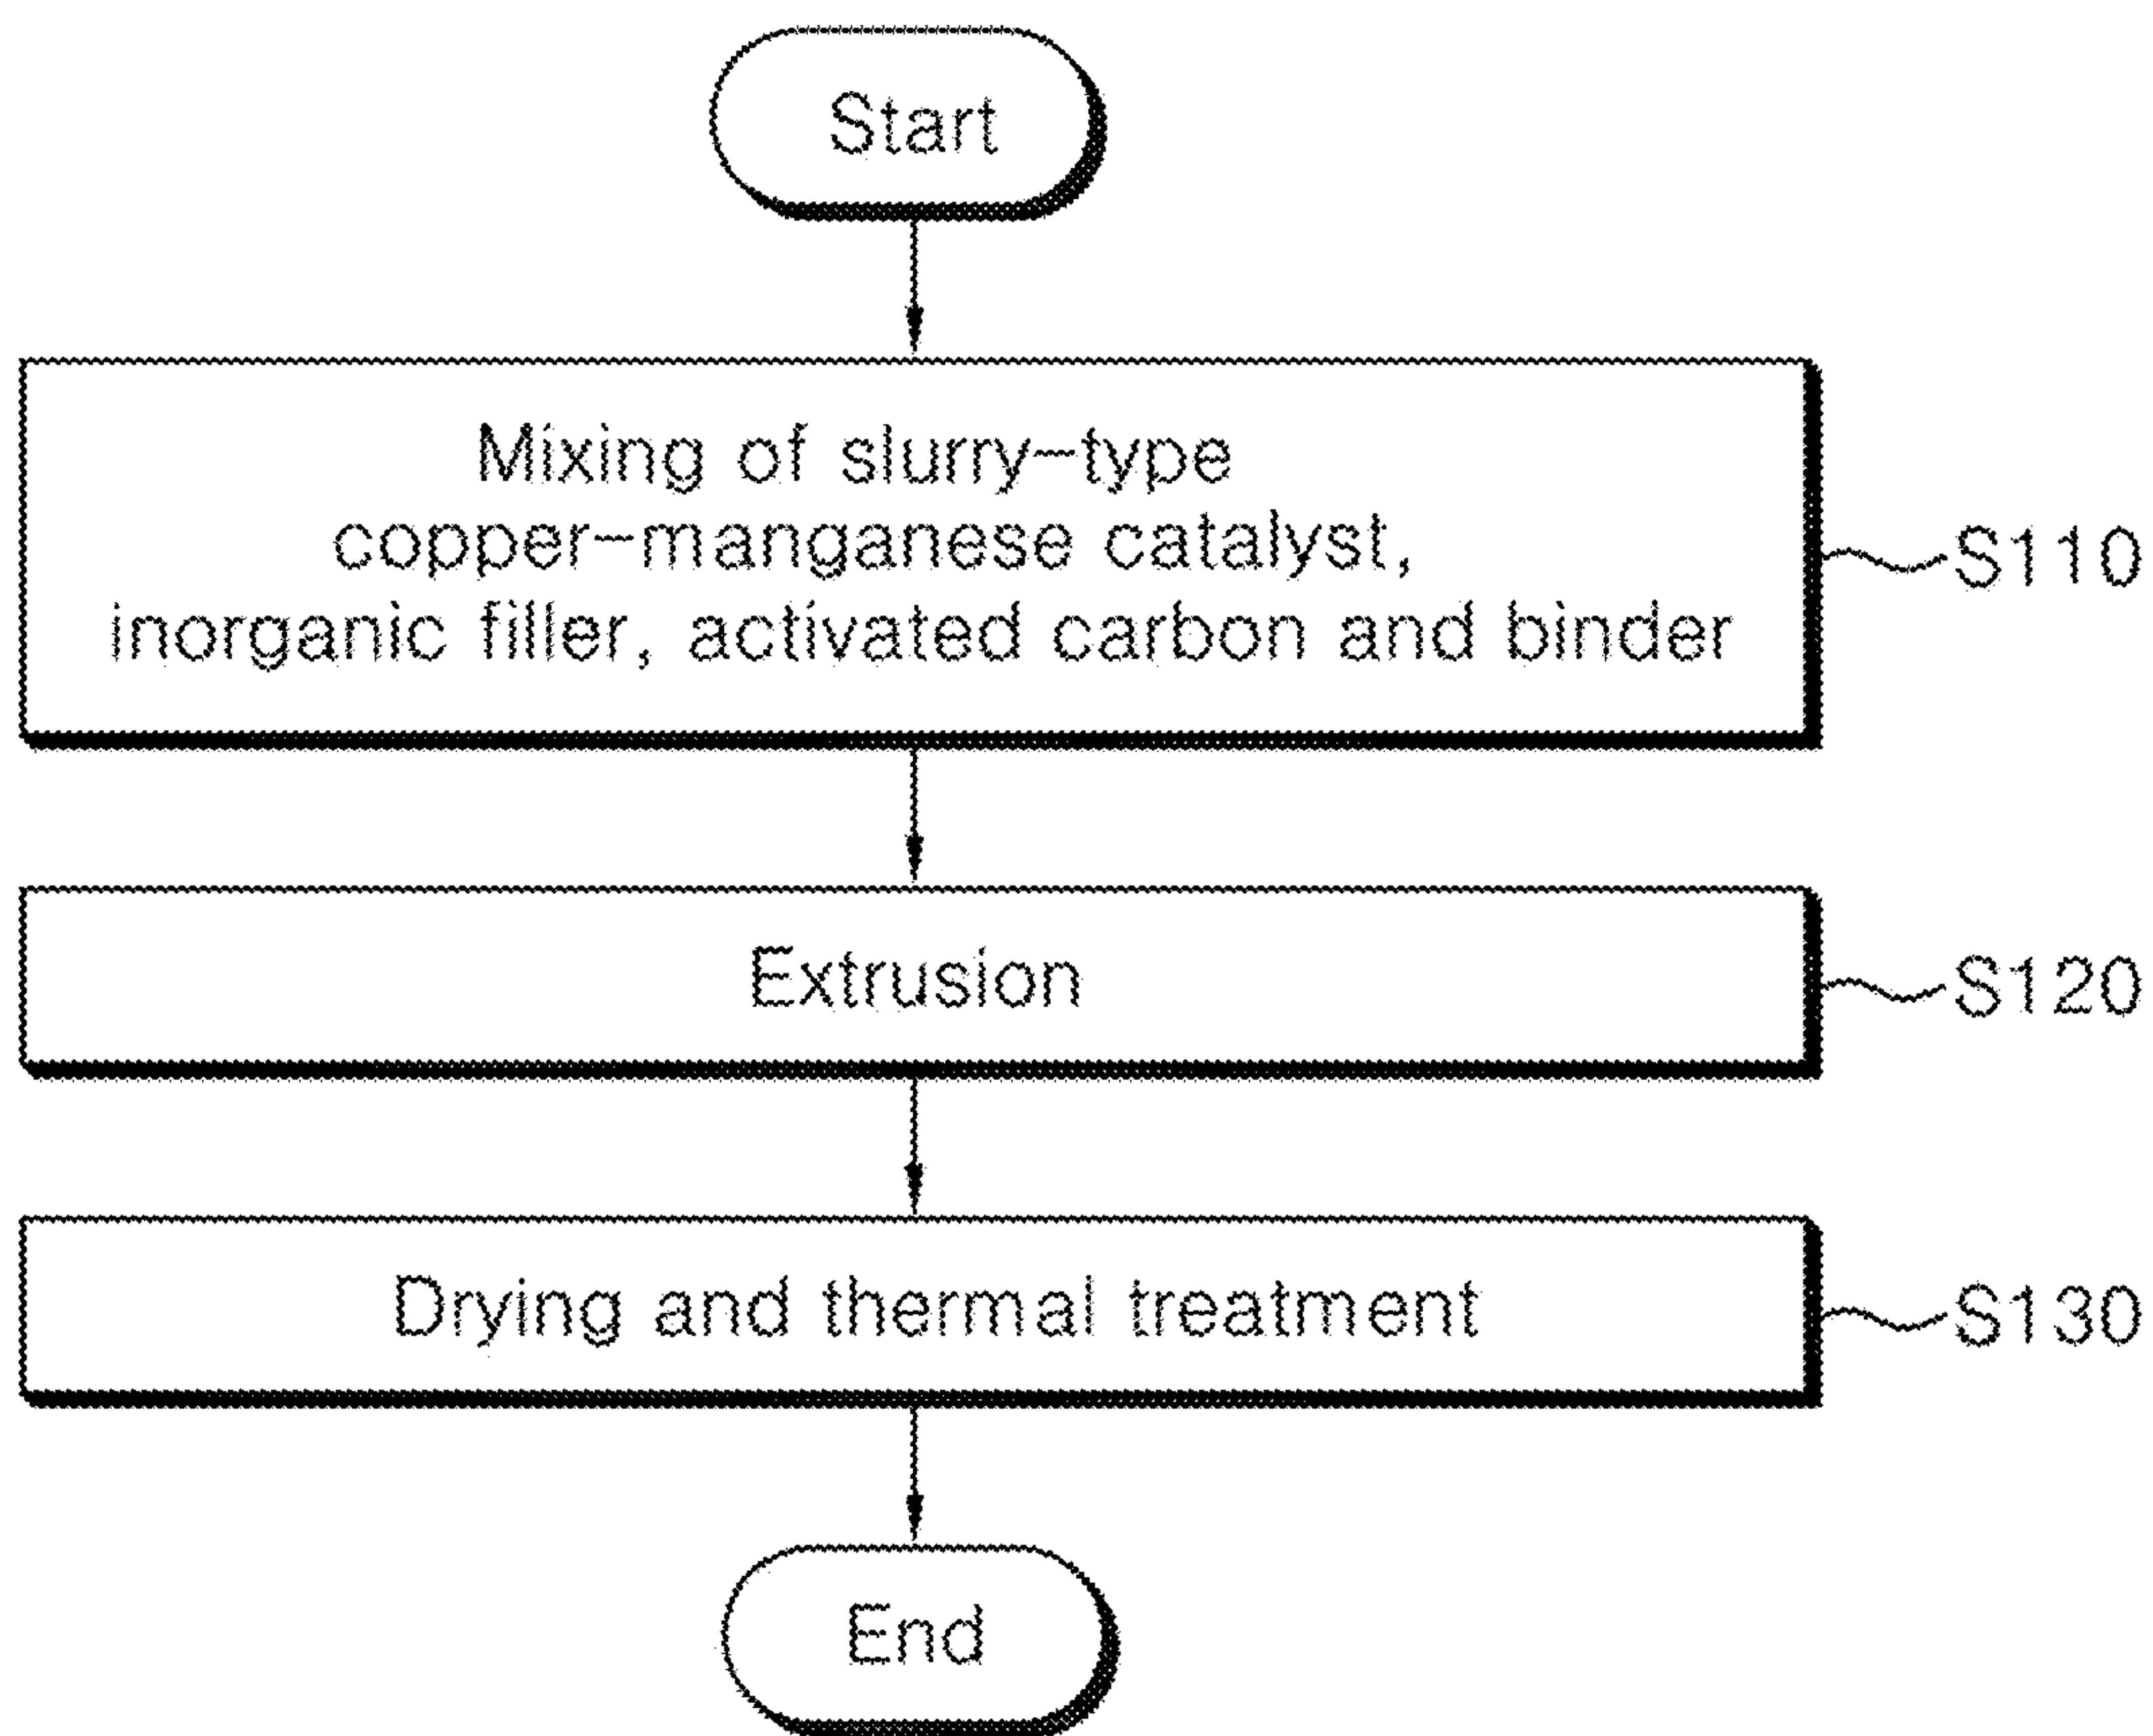 Start
Mixing of slurry-type
copper-manganese catalyst,
inorganic filler, activated carbon and binder
S110
Extrusion
S120
Drying and thermal treatment
S130
End